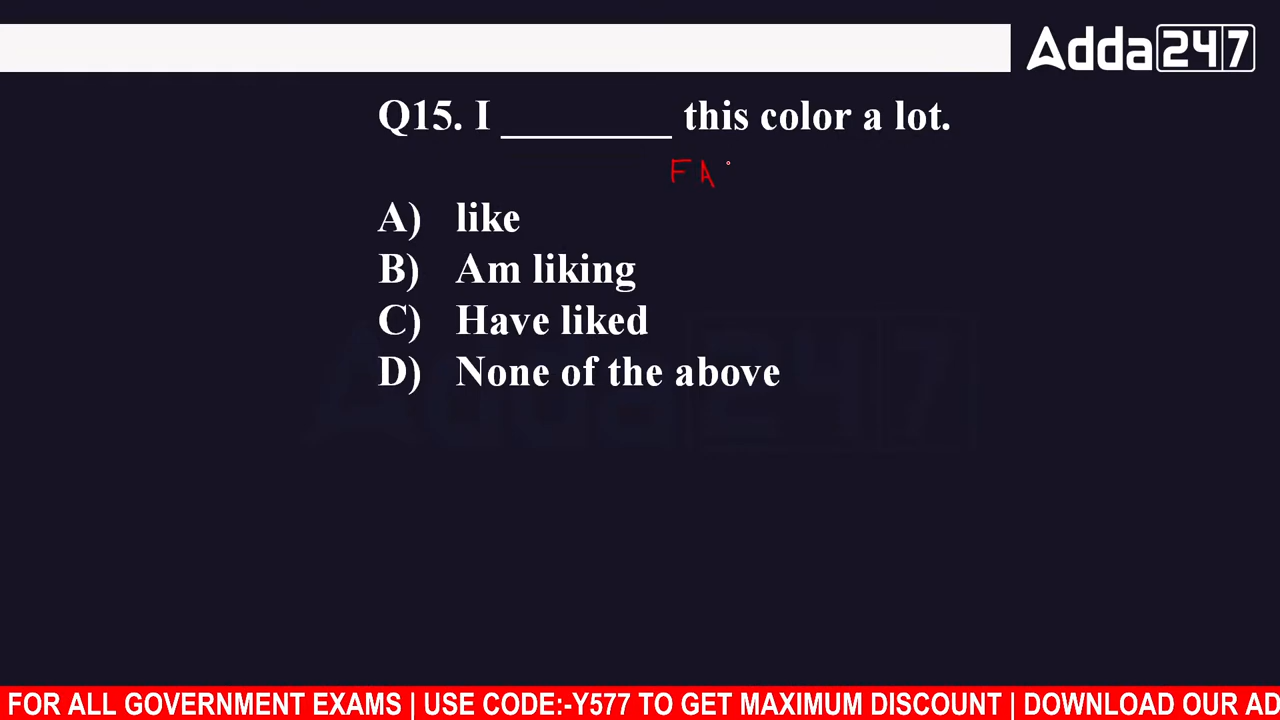 Adda247
Q15. I ________ this color a lot.
FA
A) like
B) Am liking
C) Have liked
D) None of the above
Adda247
FOR ALL GOVERNMENT EXAMS | USE CODE:-Y577 TO GET MAXIMUM DISCOUNT | DOWNLOAD OUR AD